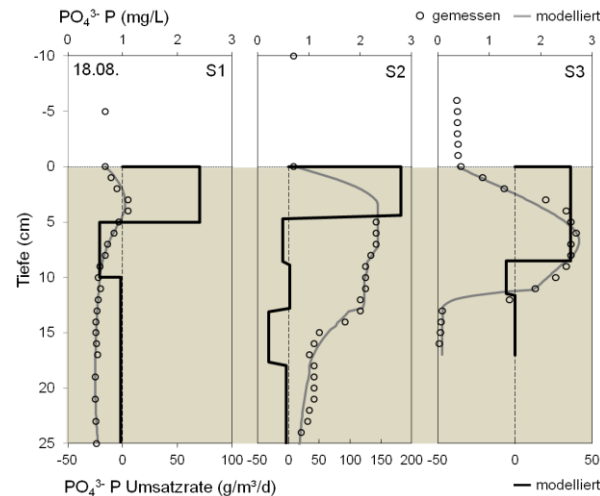 PO₄³⁻ P (mg/L)
gemessen modelliert
0 1 2 3 0 1 2 3 0 1 2 3
-10
18.08. S1 S2 S3
-5
0
5
10
15
20
25
Tiefe (cm)
-50 0 50 100 -50 0 50 100 150 200 -50 0 50
PO₄³⁻ P Umsatzrate (g/m³/d)
modelliert